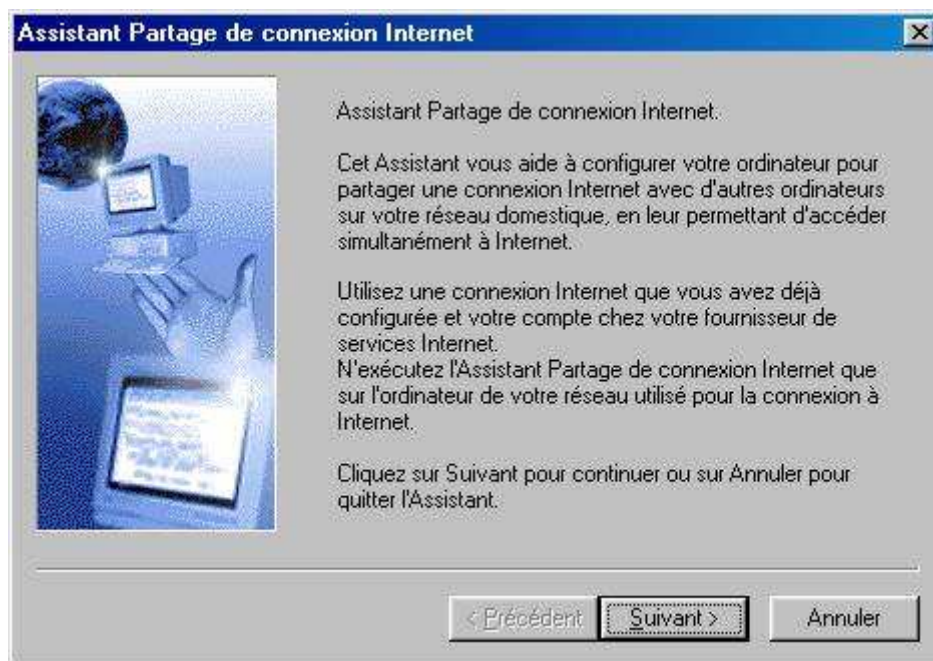 Assistant Partage de connexion Internet
Assistant Partage de connexion Internet.
Cet Assistant vous aide à configurer votre ordinateur pour
partager une connexion Internet avec d'autres ordinateurs
sur votre réseau domestique, en leur permettant d'accéder
simultanément à Internet.
Utilisez une connexion Internet que vous avez déjà
configurée et votre compte chez votre fournisseur de
services Internet.
N'exécutez l'Assistant Partage de connexion Internet que
sur l'ordinateur de votre réseau utilisé pour la connexion à
Internet.
Cliquez sur Suivant pour continuer ou sur Annuler pour
quitter l'Assistant.
< Précédent
Suivant >
Annuler